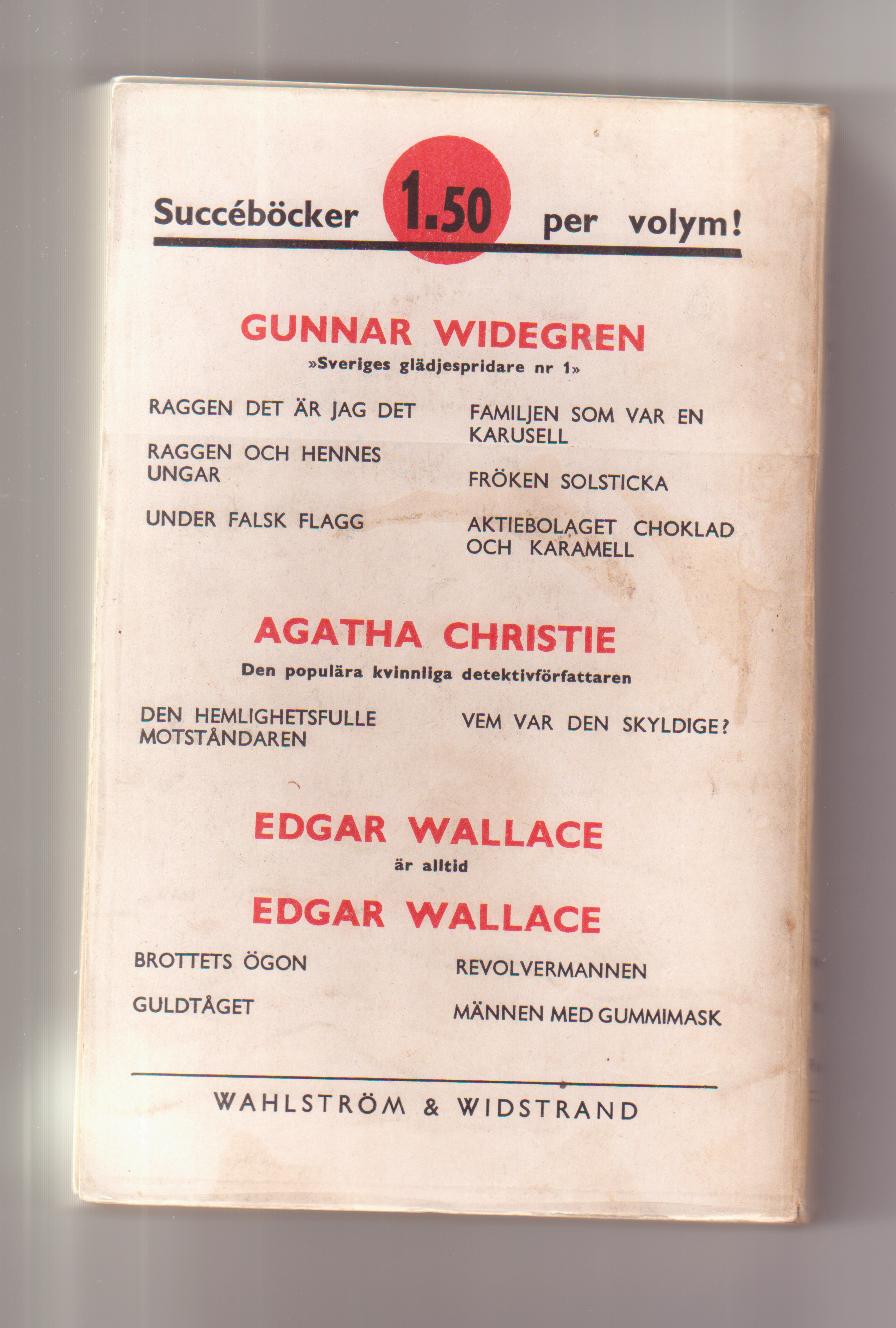 Succéböcker 1.50 per volym!
GUNNAR WIDEGREN
»Sveriges glädjespridare nr 1»
RAGGEN DET ÄR JAG DET
RAGGEN OCH HENNES
UNGAR
UNDER FALSK FLAGG
FAMILJEN SOM VAR EN
KARUSELL
FRÖKEN SOLSTICKA
AKTIEBOLAGET CHOKLAD
OCH KARAMELL
AGATHA CHRISTIE
Den populära kvinnliga detektivförfattaren
DEN HEMLIGHETSFULLE
MOTSTÅNDAREN
VEM VAR DEN SKYLDIGE?
EDGAR WALLACE
är alltid
EDGAR WALLACE
BROTTETS ÖGON
GULDTÅGET
REVOLVERMANNEN
MÄNNEN MED GUMMIMASK
WAHLSTRÖM & WIDSTRAND